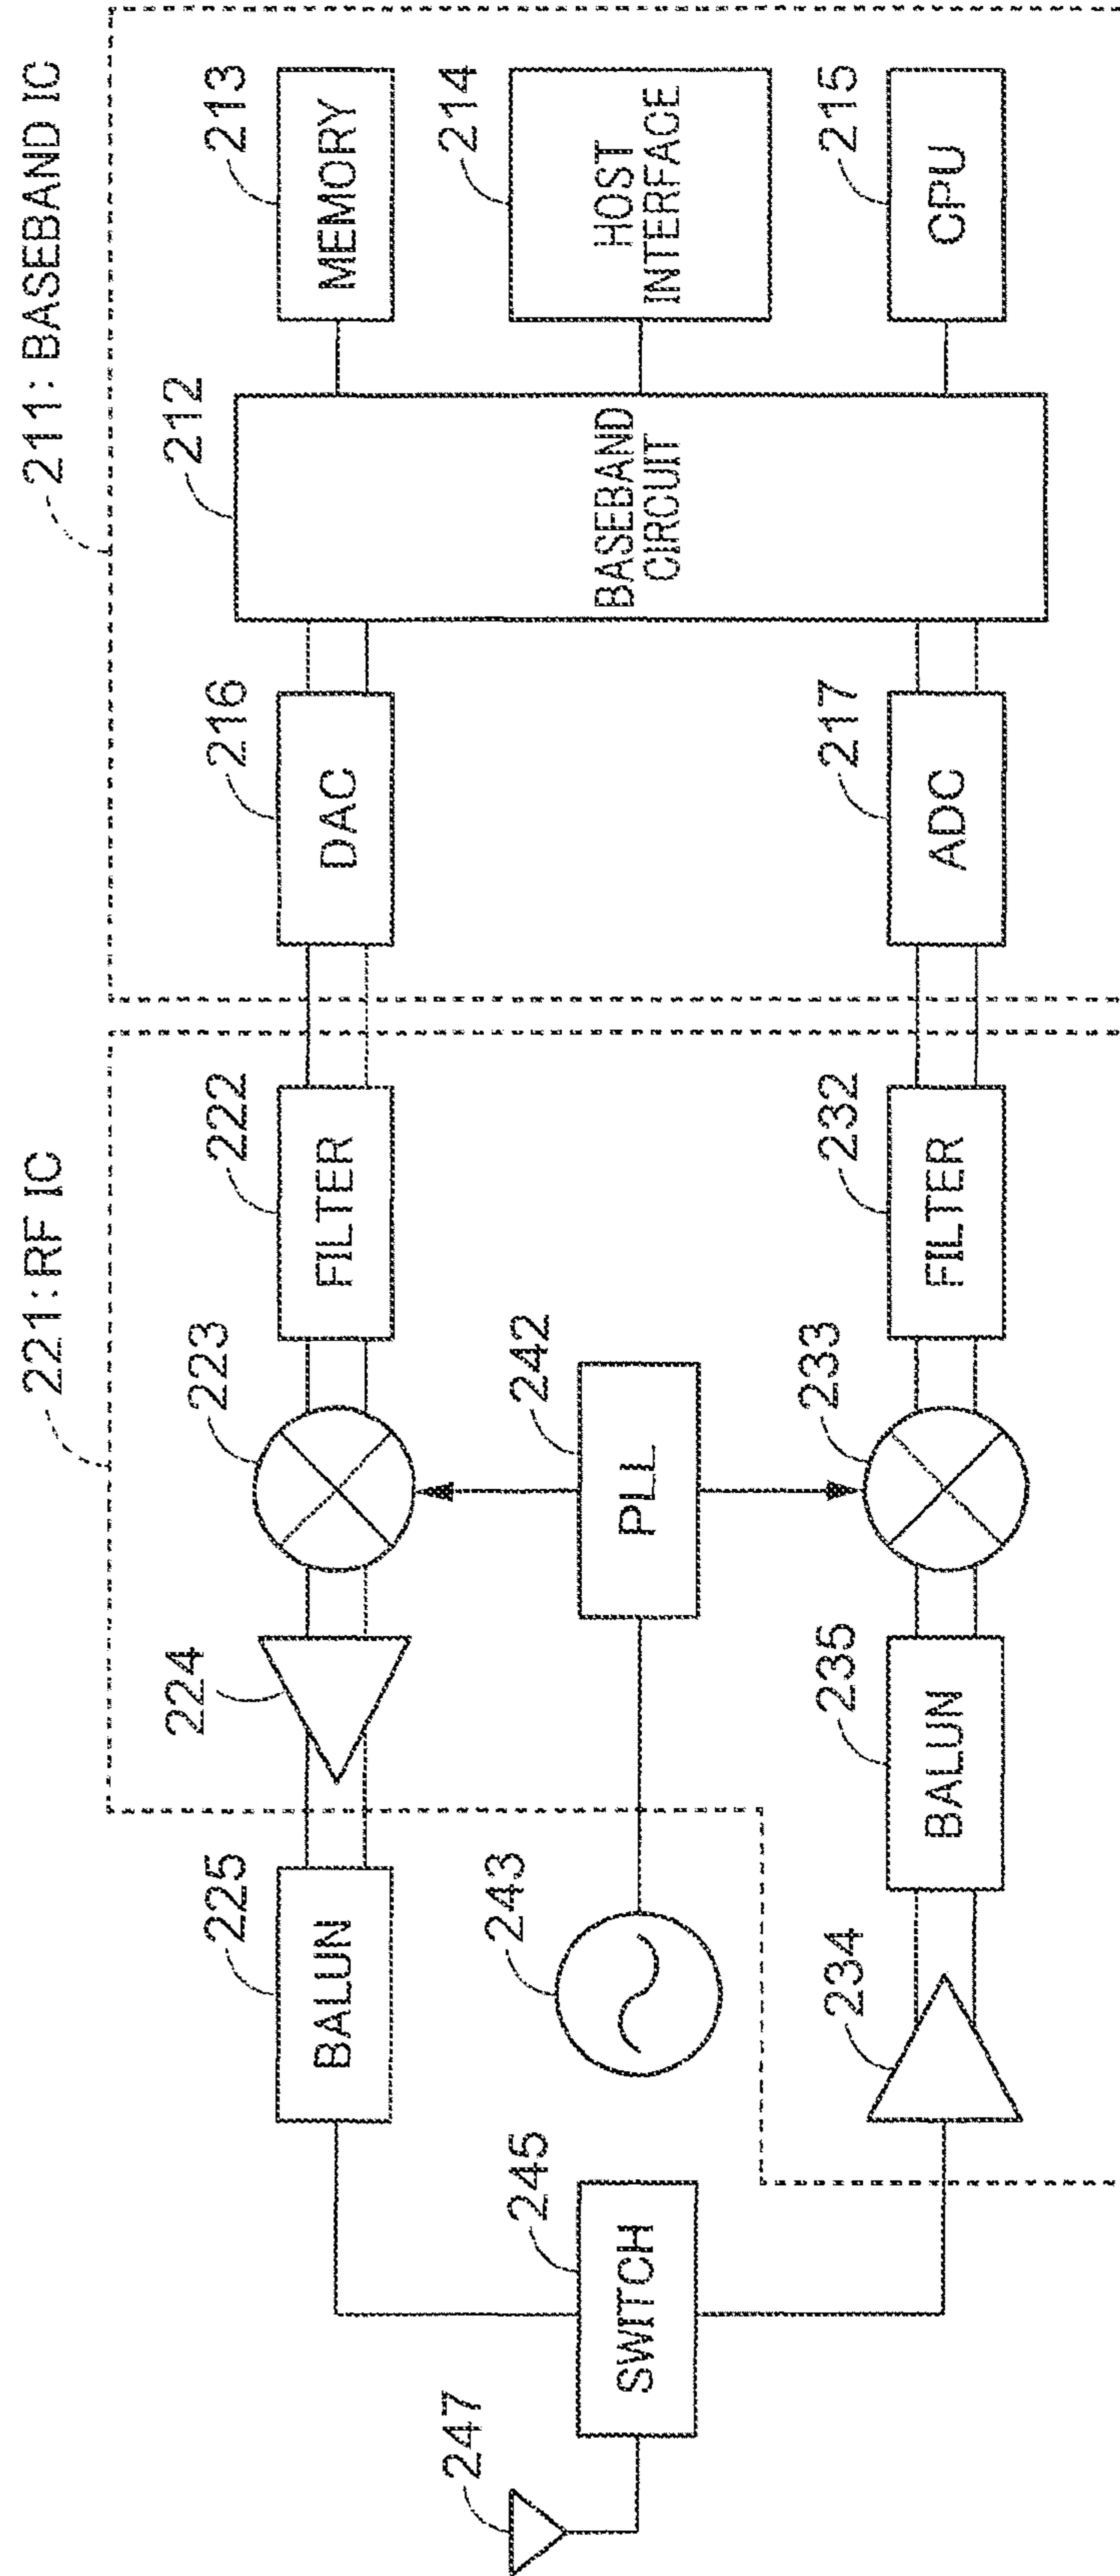 221: RF IC
211: BASEBAND IC
225
BALUN
224
223
222
FILTER
216
DAC
212
BASEBAND
CIRCUIT
213
MEMORY
247
245
SWITCH
243
242
PLL
214
HOST
INTERFACE
234
235
BALUN
233
232
FILTER
217
ADC
215
CPU